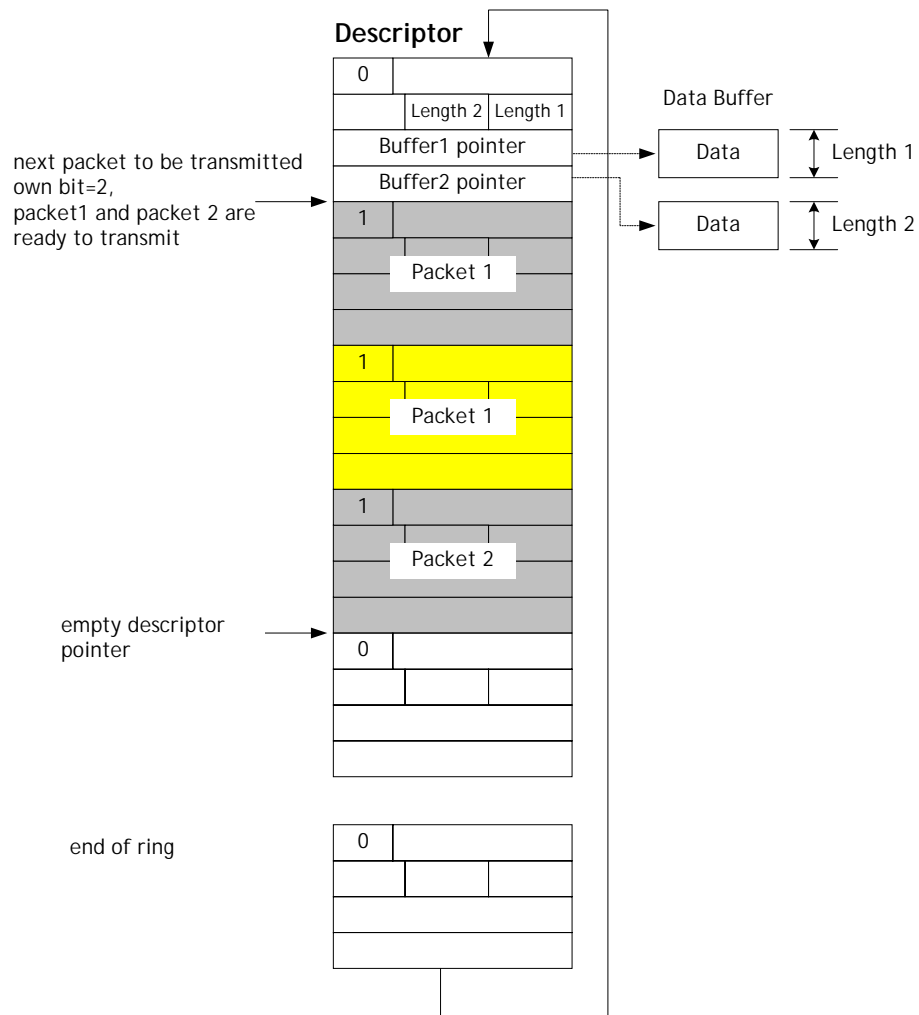 Descriptor
0
Length 2 Length 1
Buffer1 pointer
Buffer2 pointer
Data Buffer
Data
Length 1
Data
Length 2
next packet to be transmitted
own bit=2,
packet1 and packet 2 are
ready to transmit
1
Packet 1
1
Packet 1
1
Packet 2
empty descriptor
pointer
0
end of ring
0